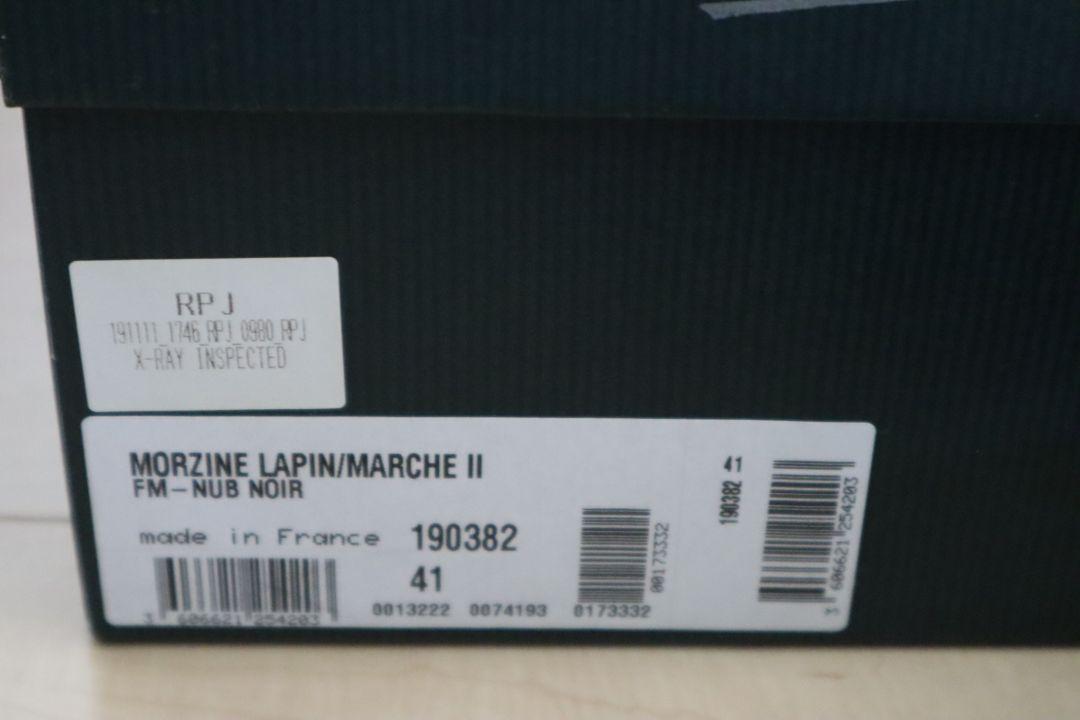 RPJ
191111_1746_RPJ_0980_RPJ
X-RAY INSPECTED
MORZINE LAPIN/MARCHE II
FM-NUB NOIR
made in France 190382
41
3 606621 254203
0013222 0074193 0173332
00173332
41
190382
3 606621 254203